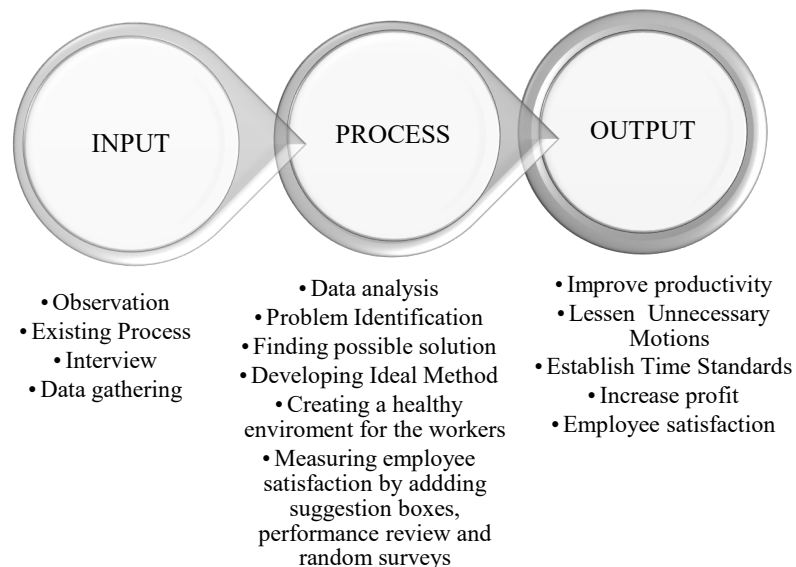 INPUT
PROCESS
OUTPUT
• Observation
• Existing Process
• Interview
• Data gathering
• Data analysis
• Problem Identification
• Finding possible solution
• Developing Ideal Method
• Creating a healthy
enviroment for the workers
• Measuring employee
satisfaction by addding
suggestion boxes,
performance review and
random surveys
• Improve productivity
• Lessen  Unnecessary
Motions
• Establish Time Standards
• Increase profit
• Employee satisfaction